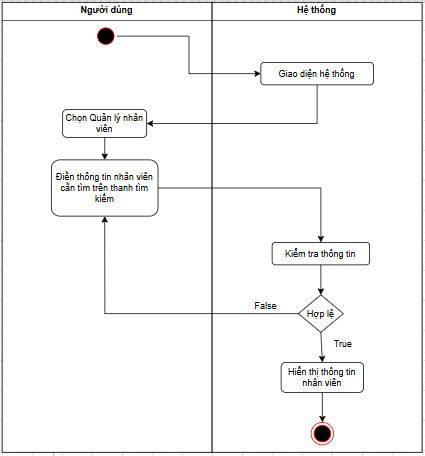 Người dùng
Hệ thống
Giao diện hệ thống
Chọn Quản lý nhân
viên
Điền thông tin nhân viên
cần tìm trên thanh tìm
kiếm
Kiểm tra thông tin
False
Hợp lệ
True
Hiển thị thông tin
nhân viên